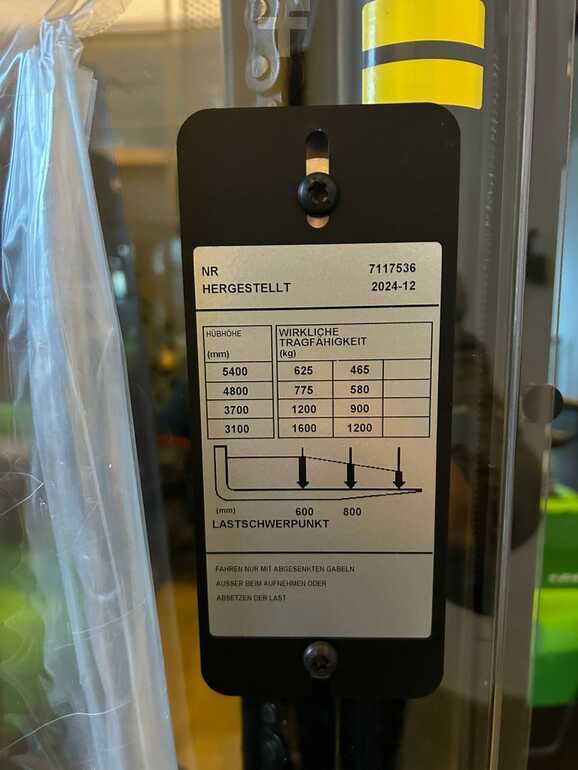 NR 7117536
HERGESTELLT 2024-12
HÜBHÖHE
(mm)
WIRKLICHE
TRAGFÄHIGKEIT
(kg)
5400 625 465
4800 775 580
3700 1200 900
3100 1600 1200
(mm) 600 800
LASTSCHWERPUNKT
FAHREN NUR MIT ABGESENKTEN GABELN
AUSSER BEIM AUFNEHMEN ODER
ABSETZEN DER LAST